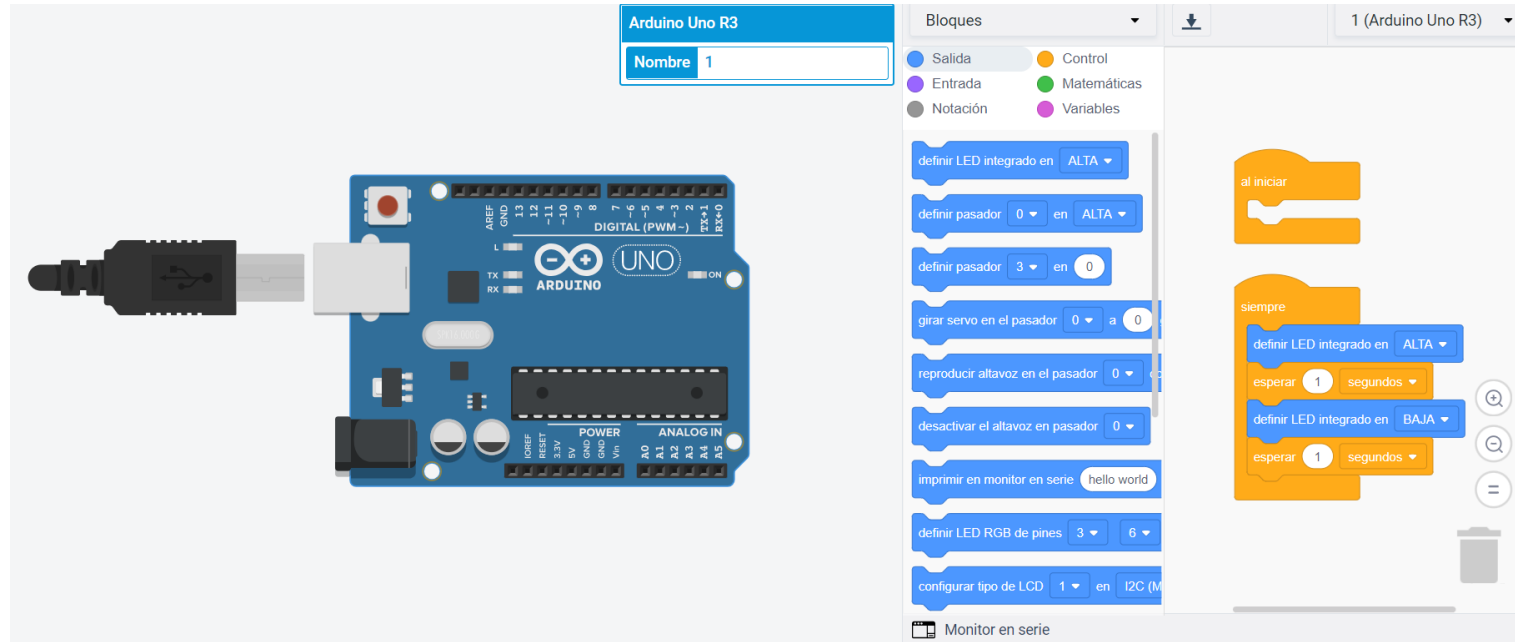 Arduino Uno R3
Nombre 1
AREF
GND
13
12
~11
~10
~9
8
7
~6
~5
4
~3
2
TX→1
RX←0
DIGITAL (PWM~)
L
TX
RX
ARDUINO
UNO
ON
POWER
ANALOG IN
IOREF
RESET
3.3V
5V
GND
GND
Vin
A0
A1
A2
A3
A4
A5
Bloques
1 (Arduino Uno R3)
Salida Control
Entrada Matemáticas
Notación Variables
definir LED integrado en ALTA
definir pasador 0 en ALTA
definir pasador 3 en 0
girar servo en el pasador 0 a 0
reproducir altavoz en el pasador 0
desactivar el altavoz en pasador 0
imprimir en monitor en serie hello world
definir LED RGB de pines 3 6
configurar tipo de LCD 1 en I2C (M
Monitor en serie
al iniciar
siempre
definir LED integrado en ALTA
esperar 1 segundos
definir LED integrado en BAJA
esperar 1 segundos